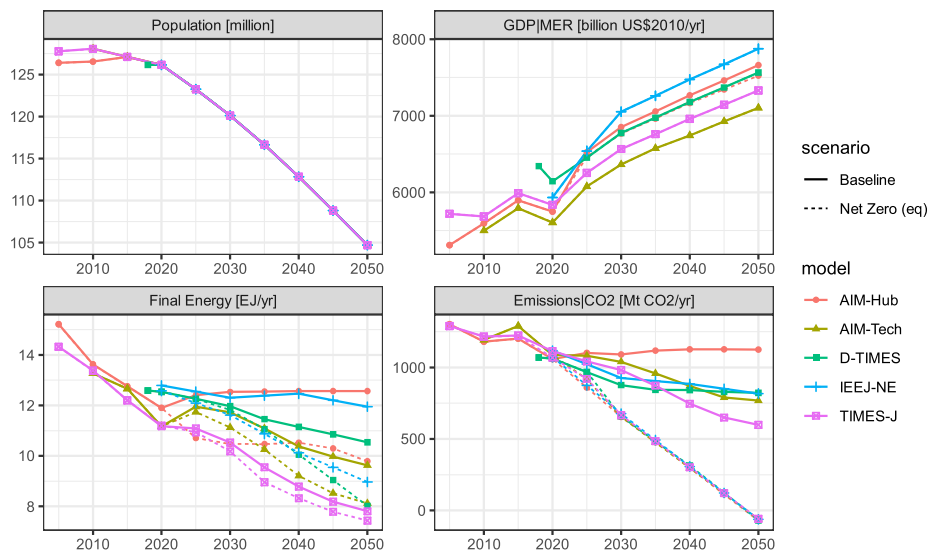 Population [million]
GDP|MER [billion US$2010/yr]
125
120
115
110
105
8000
7000
6000
2010 2020 2030 2040 2050
2010 2020 2030 2040 2050
Final Energy [EJ/yr]
Emissions|CO2 [Mt CO2/yr]
14
12
10
8
1000
500
0
2010 2020 2030 2040 2050
2010 2020 2030 2040 2050
scenario
Baseline
Net Zero (eq)
model
AIM-Hub
AIM-Tech
D-TIMES
IEEJ-NE
TIMES-J